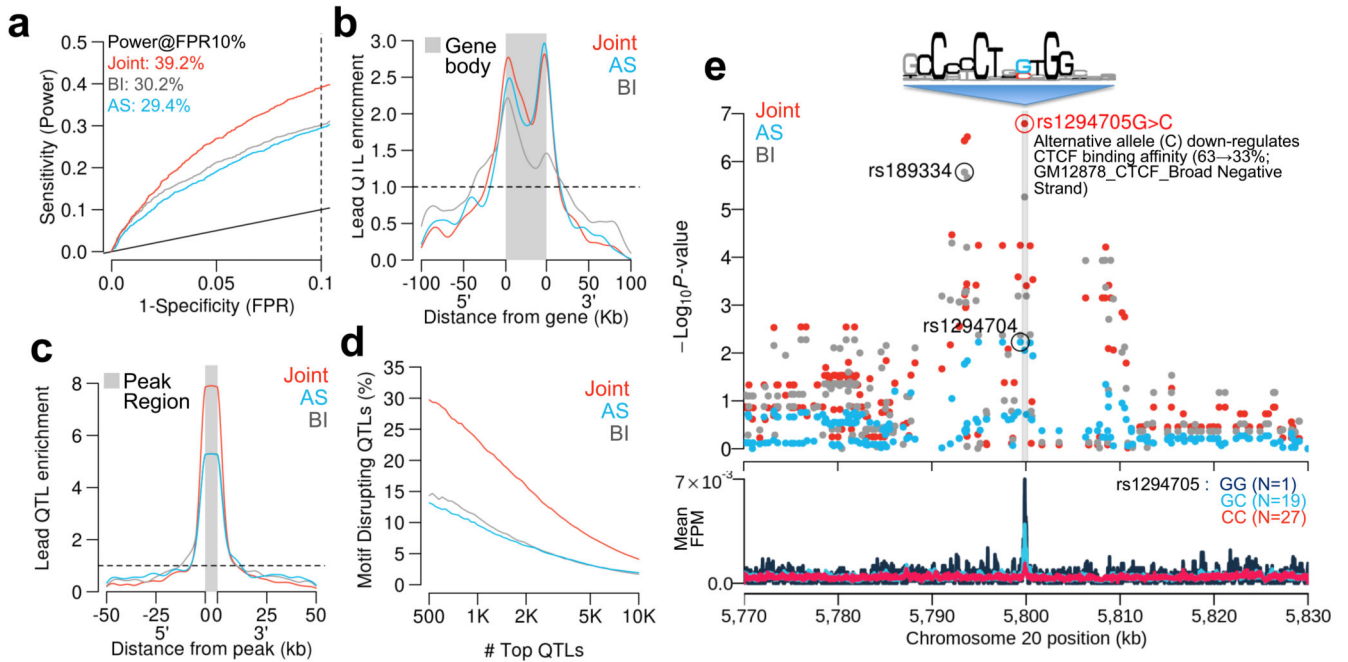 a
0.5
0.4
0.3
0.2
0.1
0.0
Sensitivity (Power)
Power@FPR10%
Joint: 39.2%
BI: 30.2%
AS: 29.4%
0.0
0.05
0.1
1-Specificity (FPR)
b
3.0
2.5
2.0
1.5
1.0
0.5
0.0
Lead QTL enrichment
Gene
body
Joint
AS
BI
-100
-50
0
0
50
100
5'
3'
Distance from gene (Kb)
c
8
6
4
2
0
Lead QTL enrichment
Peak
Region
Joint
AS
BI
-50
-25
0
0
25
50
5'
3'
Distance from peak (kb)
d
35
30
25
20
15
10
5
0
Motif Disrupting QTLs (%)
Joint
AS
BI
500
1K
2K
5K
10K
# Top QTLs
e
7
6
5
4
3
2
1
0
−Log10P-value
Joint
AS
BI
rs1294705G>C
Alternative allele (C) down-regulates
CTCF binding affinity (63→33%;
GM12878_CTCF_Broad Negative
Strand)
rs189334
rs1294704
7×10-3
0.0
Mean
FPM
rs1294705 : GG (N=1)
GC (N=19)
CC (N=27)
5,770
5,780
5,790
5,800
5,810
5,820
5,830
Chromosome 20 position (kb)